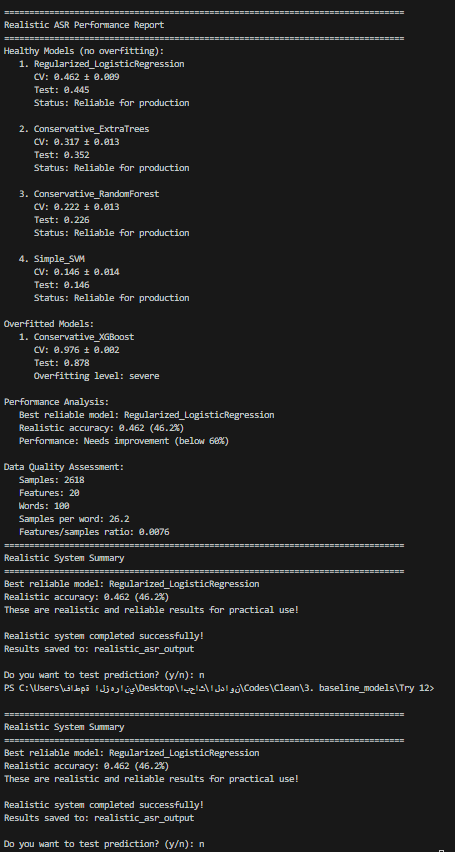 ================================================================================
Realistic ASR Performance Report
================================================================================
Healthy Models (no overfitting):
   1. Regularized_LogisticRegression
      CV: 0.462 ± 0.009
      Test: 0.445
      Status: Reliable for production

   2. Conservative_ExtraTrees
      CV: 0.317 ± 0.013
      Test: 0.352
      Status: Reliable for production

   3. Conservative_RandomForest
      CV: 0.222 ± 0.013
      Test: 0.226
      Status: Reliable for production

   4. Simple_SVM
      CV: 0.146 ± 0.014
      Test: 0.146
      Status: Reliable for production

Overfitted Models:
   1. Conservative_XGBoost
      CV: 0.976 ± 0.002
      Test: 0.878
      Overfitting level: severe

Performance Analysis:
   Best reliable model: Regularized_LogisticRegression
   Realistic accuracy: 0.462 (46.2%)
   Performance: Needs improvement (below 60%)

Data Quality Assessment:
   Samples: 2618
   Features: 20
   Words: 100
   Samples per word: 26.2
   Features/samples ratio: 0.0076
================================================================================
Realistic System Summary
================================================================================
Best reliable model: Regularized_LogisticRegression
Realistic accuracy: 0.462 (46.2%)
These are realistic and reliable results for practical use!

Realistic system completed successfully!
Results saved to: realistic_asr_output

Do you want to test prediction? (y/n): n
PS C:\Users\فاطمة الزهراني\Desktop\ابحاث\الدوان\Codes\Clean\3. baseline_models\Try 12>

================================================================================
Realistic System Summary
================================================================================
Best reliable model: Regularized_LogisticRegression
Realistic accuracy: 0.462 (46.2%)
These are realistic and reliable results for practical use!

Realistic system completed successfully!
Results saved to: realistic_asr_output

Do you want to test prediction? (y/n): n